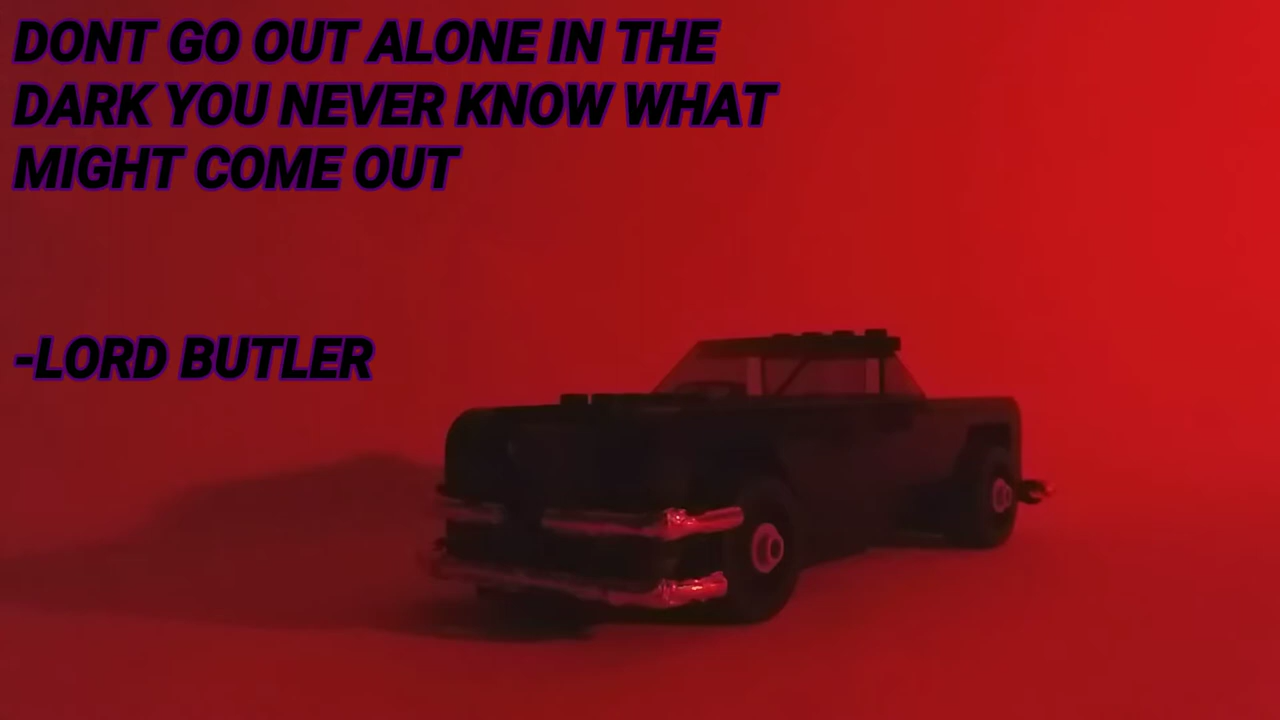 DONT GO OUT ALONE IN THE
DARK YOU NEVER KNOW WHAT
MIGHT COME OUT
-LORD BUTLER